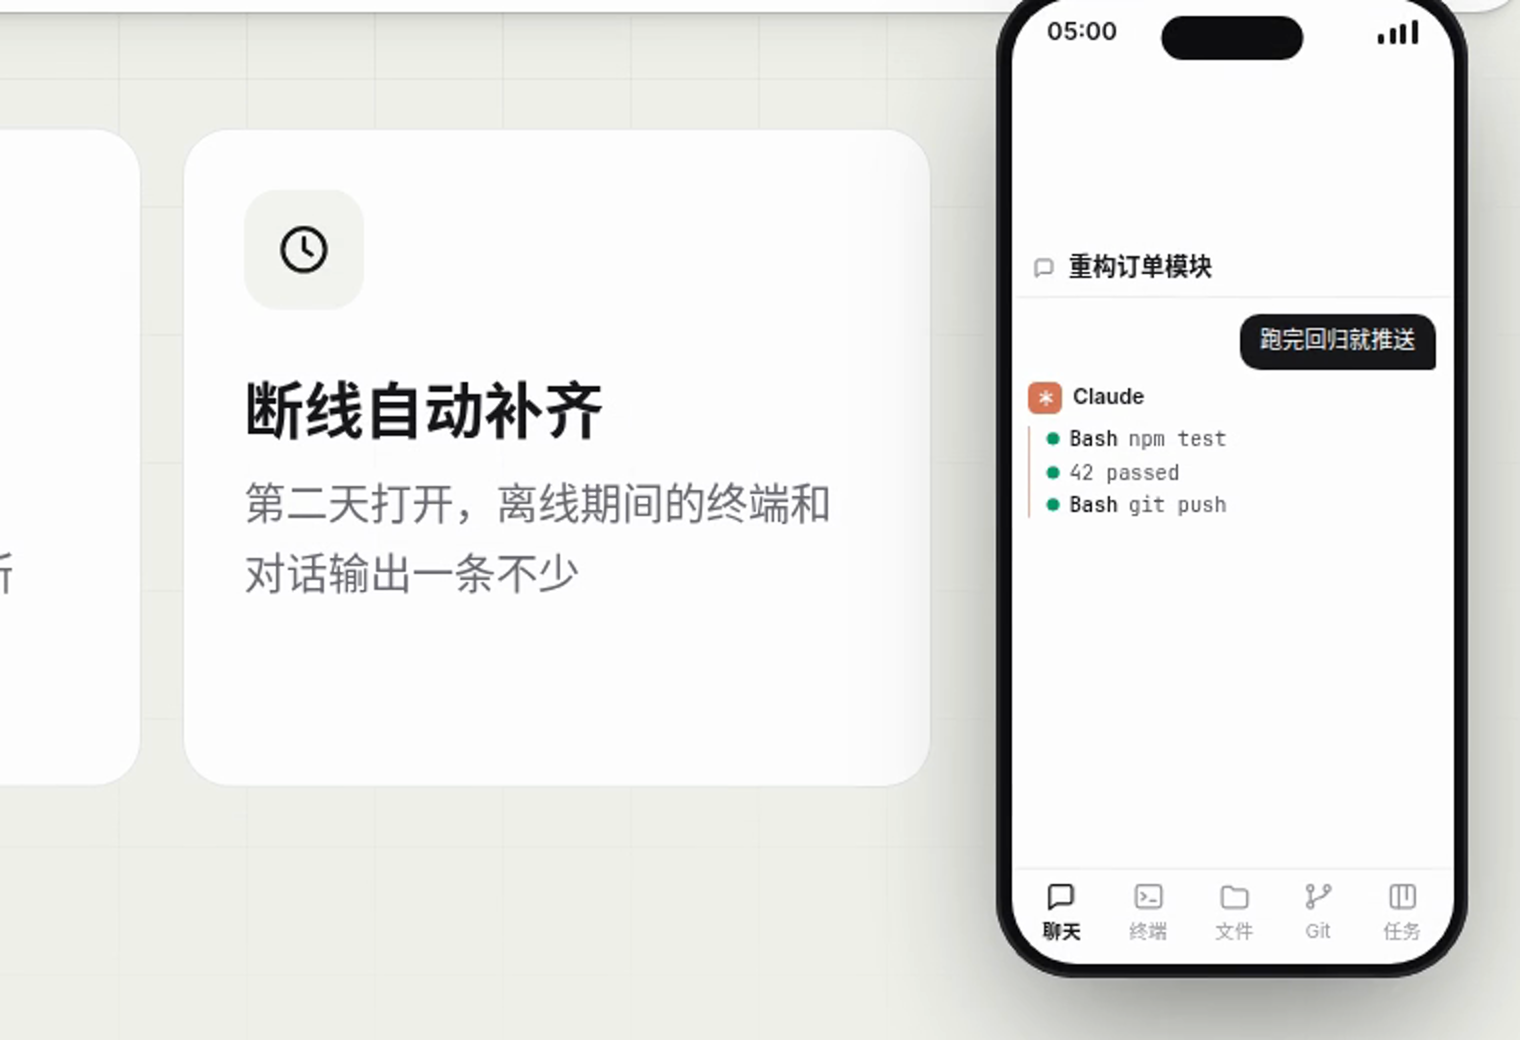 断线自动补齐
第二天打开，离线期间的终端和
对话输出一条不少
05:00
重构订单模块
跑完回归就推送
Claude
Bash npm test
42 passed
Bash git push
聊天 终端 文件 Git 任务